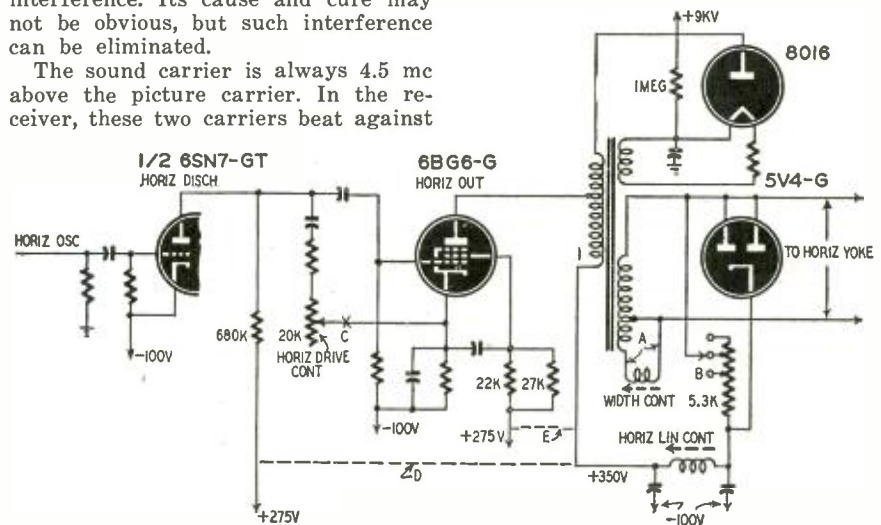 interference. Its cause and cure may
not be obvious, but such interference
can be eliminated.
The sound carrier is always 4.5 mc
above the picture carrier. In the re-
ceiver, these two carriers beat against
+9KV
8016
1MEG
1/2 6SN7-GT
HORIZ DISCH
6BG6-G
HORIZ OUT
5V4-G
HORIZ OSC
TO HORIZ YOKE
680K
20K
C
HORIZ DRIVE
CONT
-100V
22K
27K
A
B
WIDTH CONT
5.3K
-100V
+275V
E
HORIZ LIN CONT
D
+350V
-100V
+275V